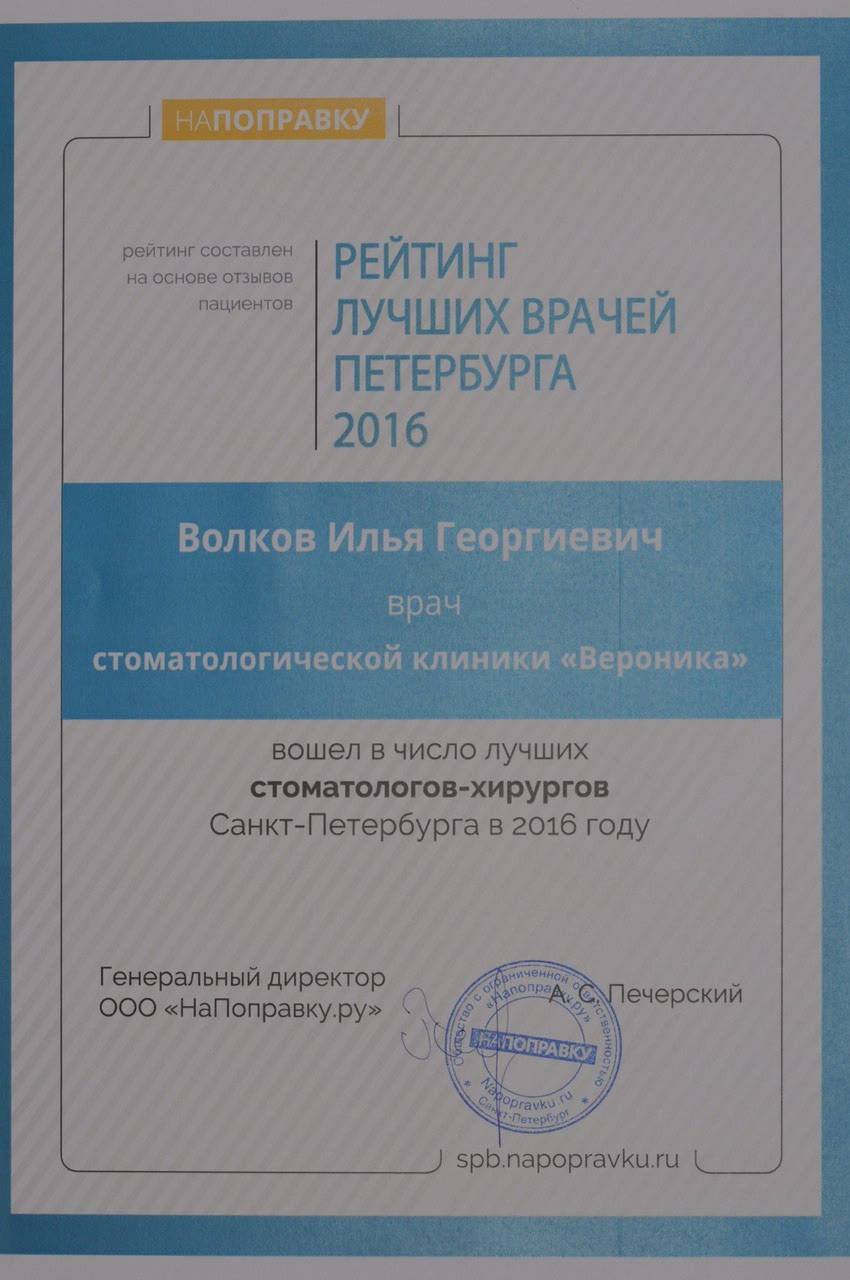 НАПОПРАВКУ
рейтинг составлен
на основе отзывов
пациентов
РЕЙТИНГ
ЛУЧШИХ ВРАЧЕЙ
ПЕТЕРБУРГА
2016
Волков Илья Георгиевич
врач
стоматологической клиники «Вероника»
вошел в число лучших
стоматологов-хирургов
Санкт-Петербурга в 2016 году
Генеральный директор
ООО «НаПоправку.ру»
А. С. Печерский
Общество с ограниченной ответственностью
«Напоправку.ру»
НАПОПРАВКУ
Napopravku.ru
* Санкт-Петербург *
spb.napopravku.ru